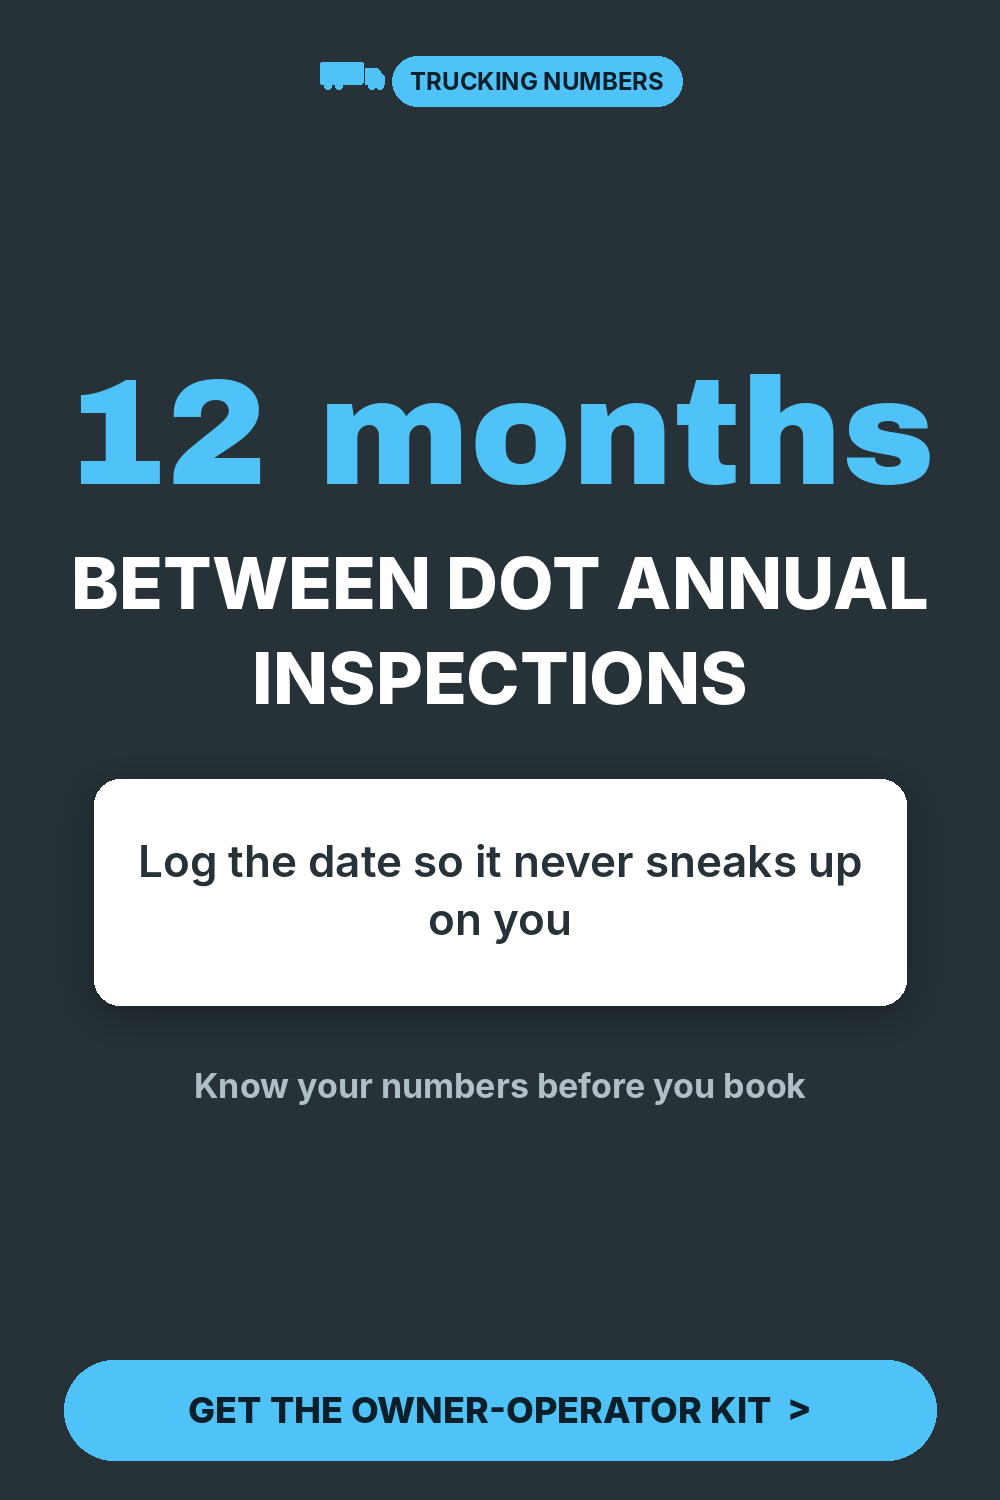 TRUCKING NUMBERS
12 months
BETWEEN DOT ANNUAL
INSPECTIONS
Log the date so it never sneaks up
on you
Know your numbers before you book
GET THE OWNER-OPERATOR KIT >